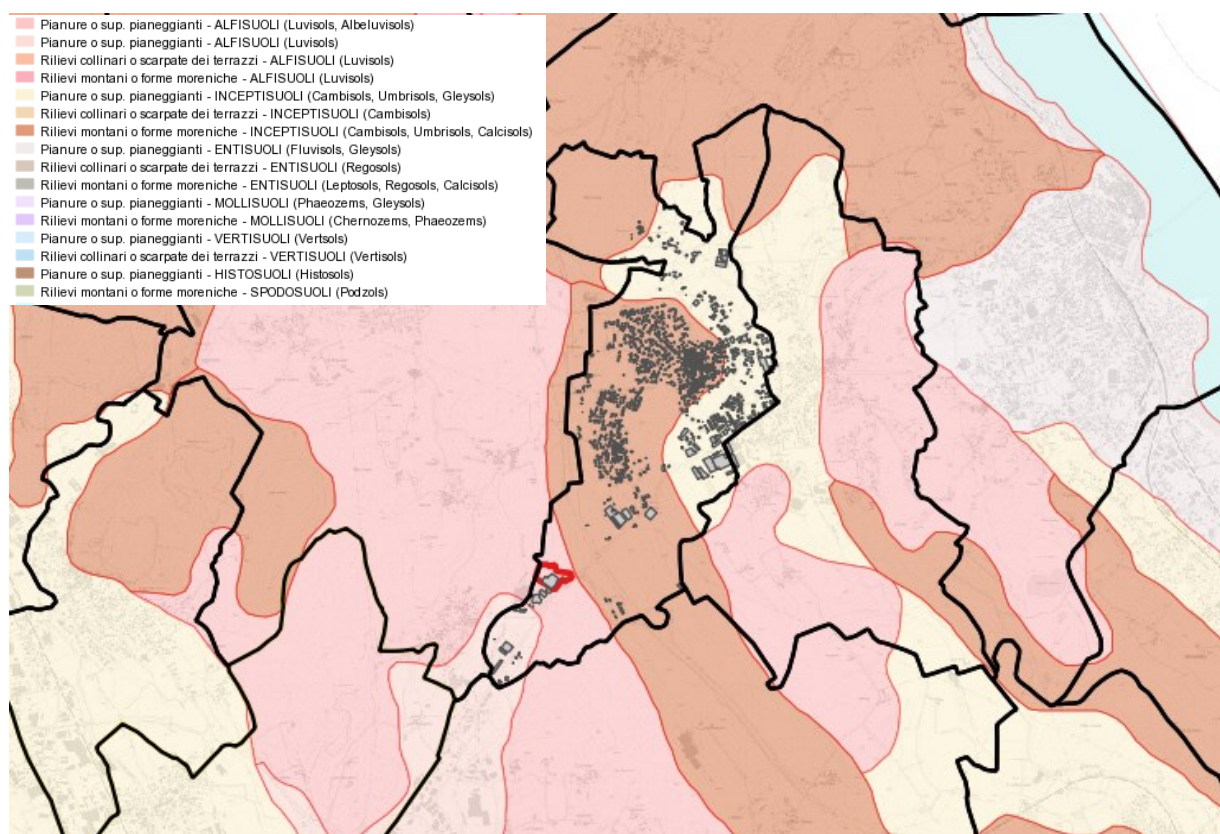 Pianure o sup. pianeggianti - ALFISUOLI (Luvisols, Albeluvisols)
Pianure o sup. pianeggianti - ALFISUOLI (Luvisols)
Rilievi collinari o scarpate dei terrazzi - ALFISUOLI (Luvisols)
Rilievi montani o forme moreniche - ALFISUOLI (Luvisols)
Pianure o sup. pianeggianti - INCEPTISUOLI (Cambisols, Umbrisols, Gleysols)
Rilievi collinari o scarpate dei terrazzi - INCEPTISUOLI (Cambisols)
Rilievi montani o forme moreniche - INCEPTISUOLI (Cambisols, Umbrisols, Calcisols)
Pianure o sup. pianeggianti - ENTISUOLI (Fluvisols, Gleysols)
Rilievi collinari o scarpate dei terrazzi - ENTISUOLI (Regosols)
Rilievi montani o forme moreniche - ENTISUOLI (Leptosols, Regosols, Calcisols)
Pianure o sup. pianeggianti - MOLLISUOLI (Phaeozems, Gleysols)
Rilievi montani o forme moreniche - MOLLISUOLI (Chernozems, Phaeozems)
Pianure o sup. pianeggianti - VERTISUOLI (Vertsols)
Rilievi collinari o scarpate dei terrazzi - VERTISUOLI (Vertisols)
Pianure o sup. pianeggianti - HISTOSUOLI (Histosols)
Rilievi montani o forme moreniche - SPODOSUOLI (Podzols)